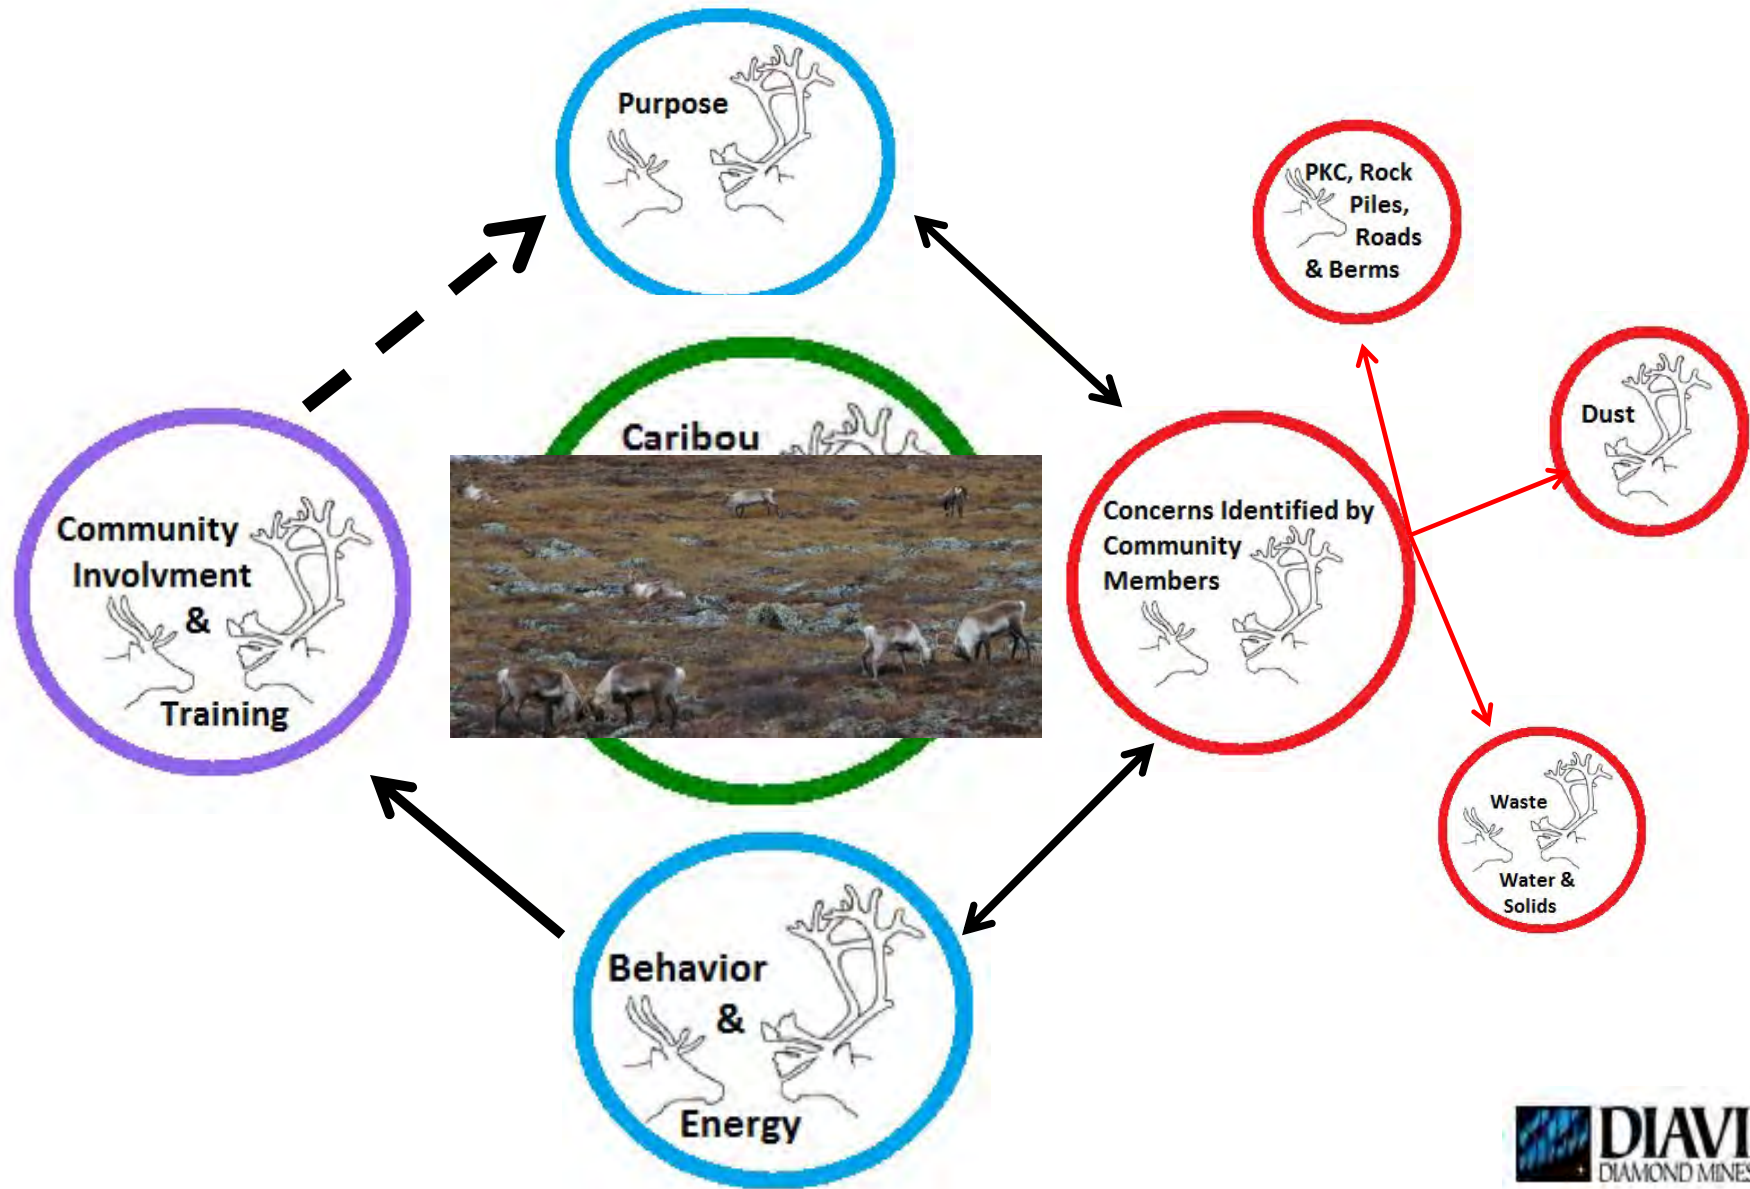 Purpose
PKC, Rock
Piles,
Roads
& Berms
Dust
Caribou
Concerns Identified by
Community
Members
Community
Involvment
&
Training
Waste
Water &
Solids
Behavior
&
Energy
DIAVI
DIAMOND MINES